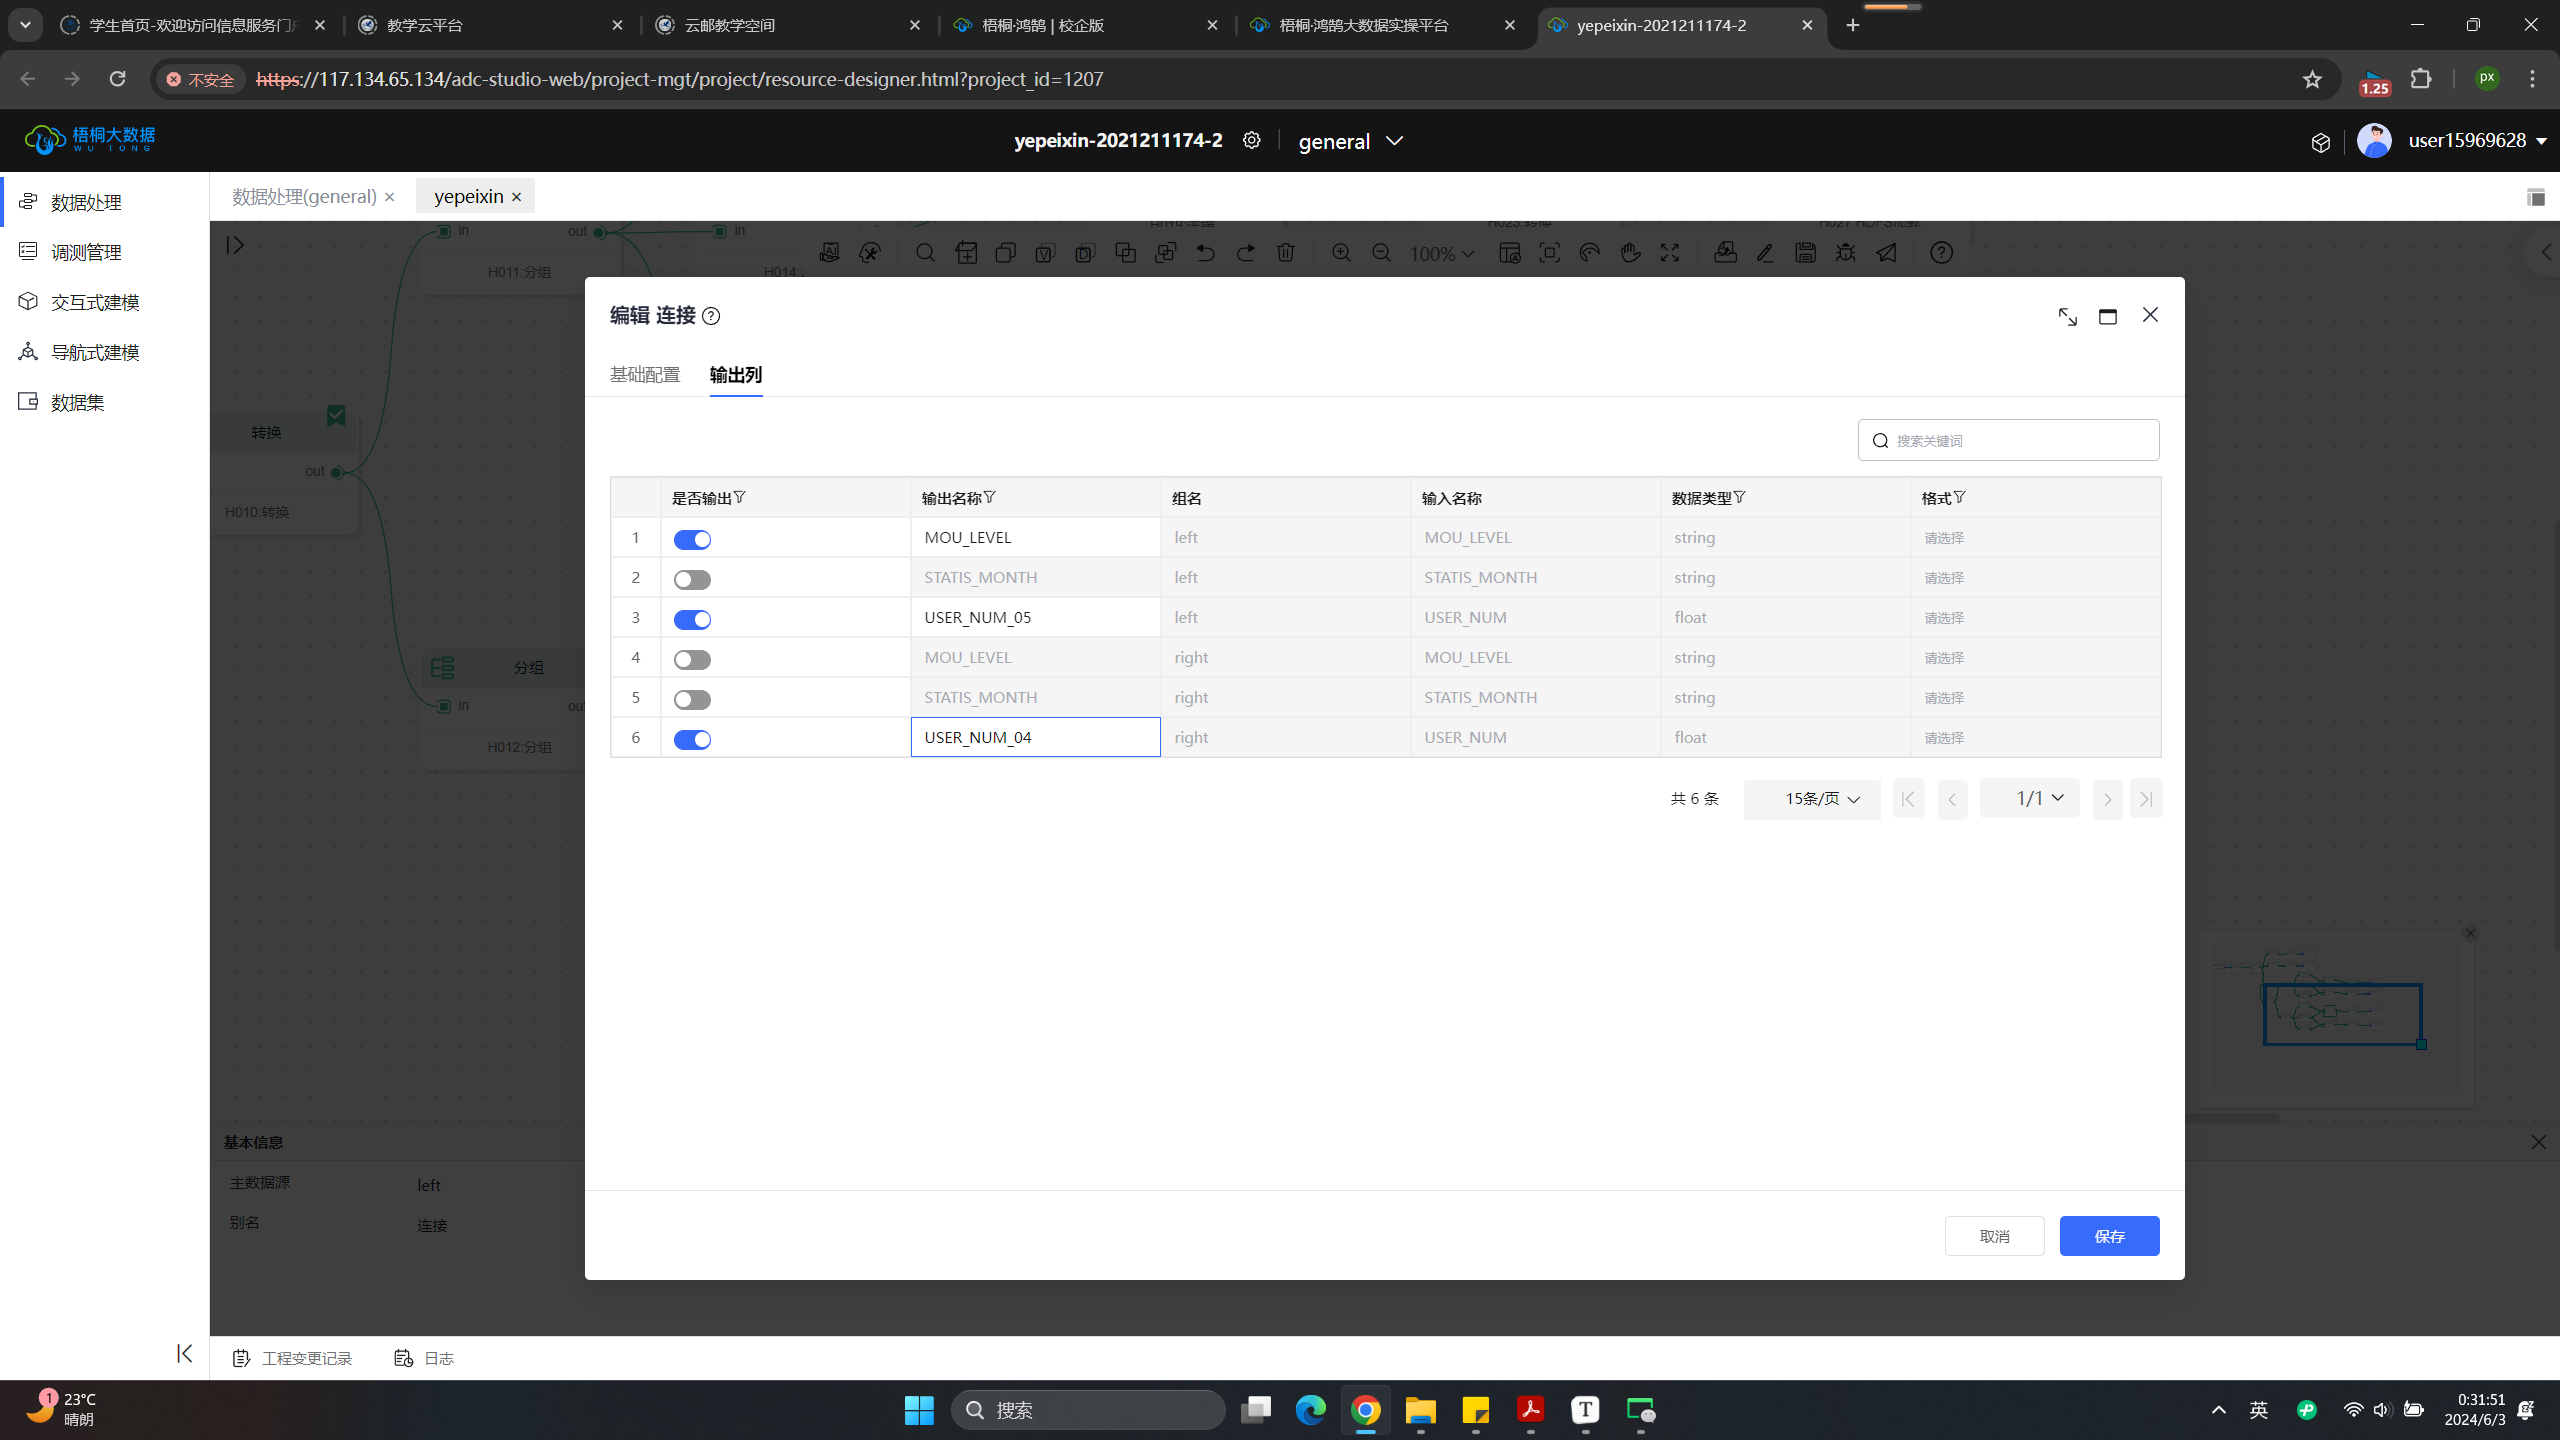 学生首页-欢迎访问信息服务门户
教学云平台
云邮教学空间
梧桐·鸿鹄 | 校企版
梧桐·鸿鹄大数据实操平台
yepeixin-2021211174-2
不安全
https://117.134.65.134/adc-studio-web/project-mgt/project/resource-designer.html?project_id=1207
1.25
px
梧桐大数据
WU TONG
yepeixin-2021211174-2
general
user15969628
数据处理
调测管理
交互式建模
导航式建模
数据集
数据处理(general)
yepeixin
in
out
in
H011:分组
100%
编辑 连接
基础配置
输出列
搜索关键词
转换
out
H010:转换
分组
in
H012:分组
是否输出 输出名称 组名 输入名称 数据类型 格式
1 MOU_LEVEL left MOU_LEVEL string 请选择
2 STATIS_MONTH left STATIS_MONTH string 请选择
3 USER_NUM_05 left USER_NUM float 请选择
4 MOU_LEVEL right MOU_LEVEL string 请选择
5 STATIS_MONTH right STATIS_MONTH string 请选择
6 USER_NUM_04 right USER_NUM float 请选择
共 6 条
15条/页
1/1
基本信息
主数据源 left
别名 连接
取消
保存
工程变更记录
日志
1
23°C
晴朗
搜索
英
0:31:51
2024/6/3